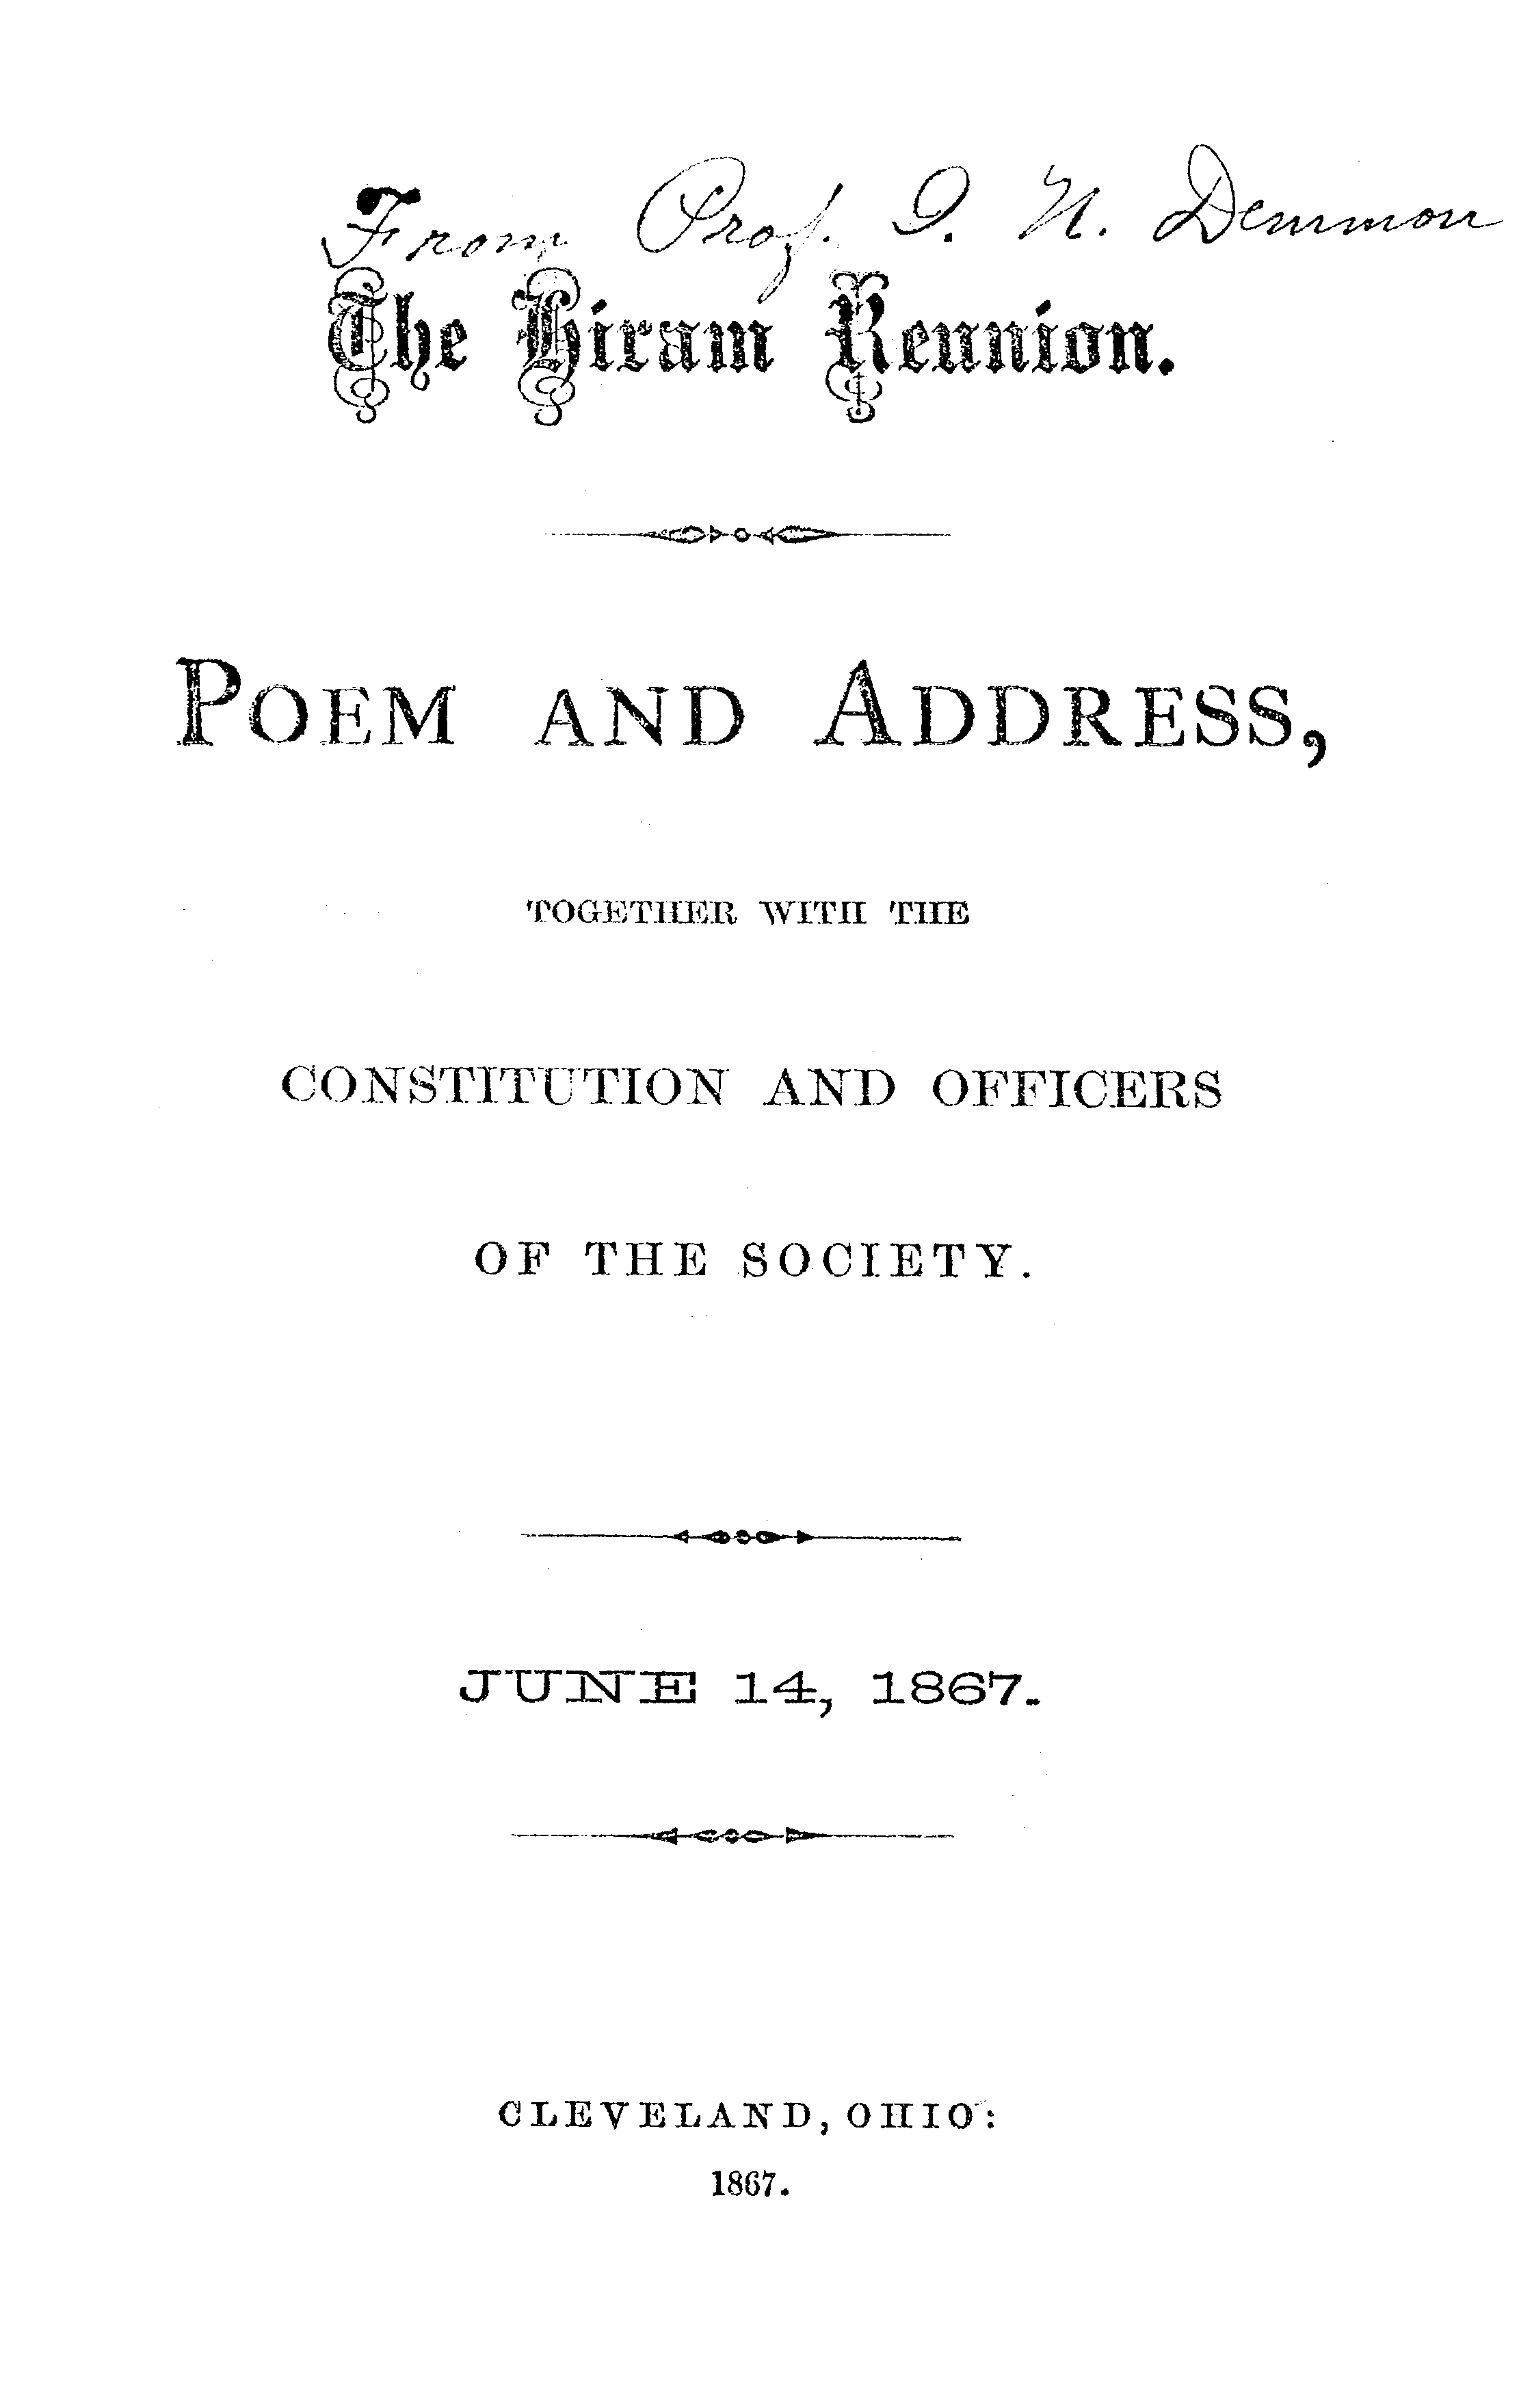 From Prof. I. N. Demmon
The Hiram Reunion.
POEM AND ADDRESS,
TOGETHER WITH THE
CONSTITUTION AND OFFICERS
OF THE SOCIETY.
JUNE 14, 1867.
CLEVELAND, OHIO:
1867.